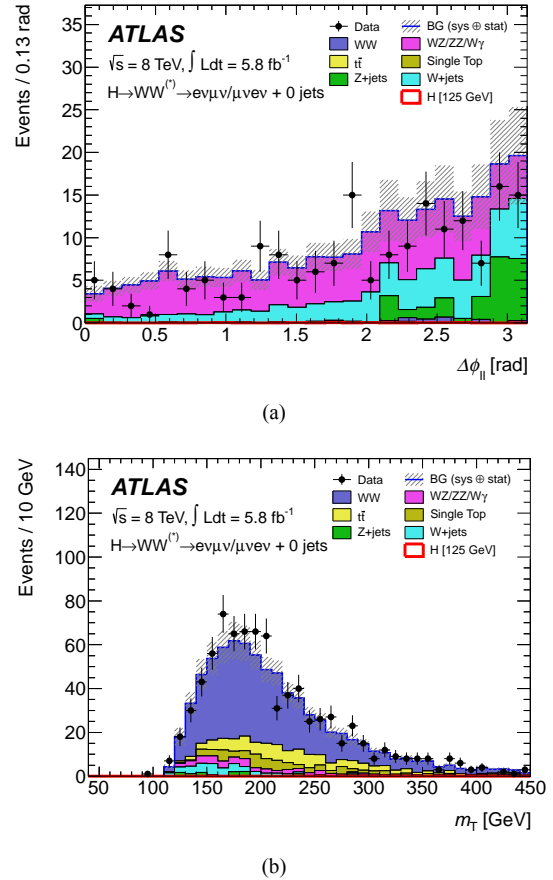 Events / 0.13 rad
ATLAS
√s = 8 TeV, ∫ Ldt = 5.8 fb⁻¹
H→WW(*)→eνμν/μνeν + 0 jets
Data
BG (sys ⊕ stat)
WW
WZ/ZZ/Wγ
tt̄
Single Top
Z+jets
W+jets
H [125 GeV]
35
30
25
20
15
10
5
0
0 0.5 1 1.5 2 2.5 3
Δϕll [rad]
(a)
Events / 10 GeV
ATLAS
√s = 8 TeV, ∫ Ldt = 5.8 fb⁻¹
H→WW(*)→eνμν/μνeν + 0 jets
Data
BG (sys ⊕ stat)
WW
WZ/ZZ/Wγ
tt̄
Single Top
Z+jets
W+jets
H [125 GeV]
140
120
100
80
60
40
20
0
50 100 150 200 250 300 350 400 450
mT [GeV]
(b)